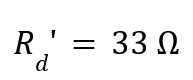 R_d' = 33 Ω